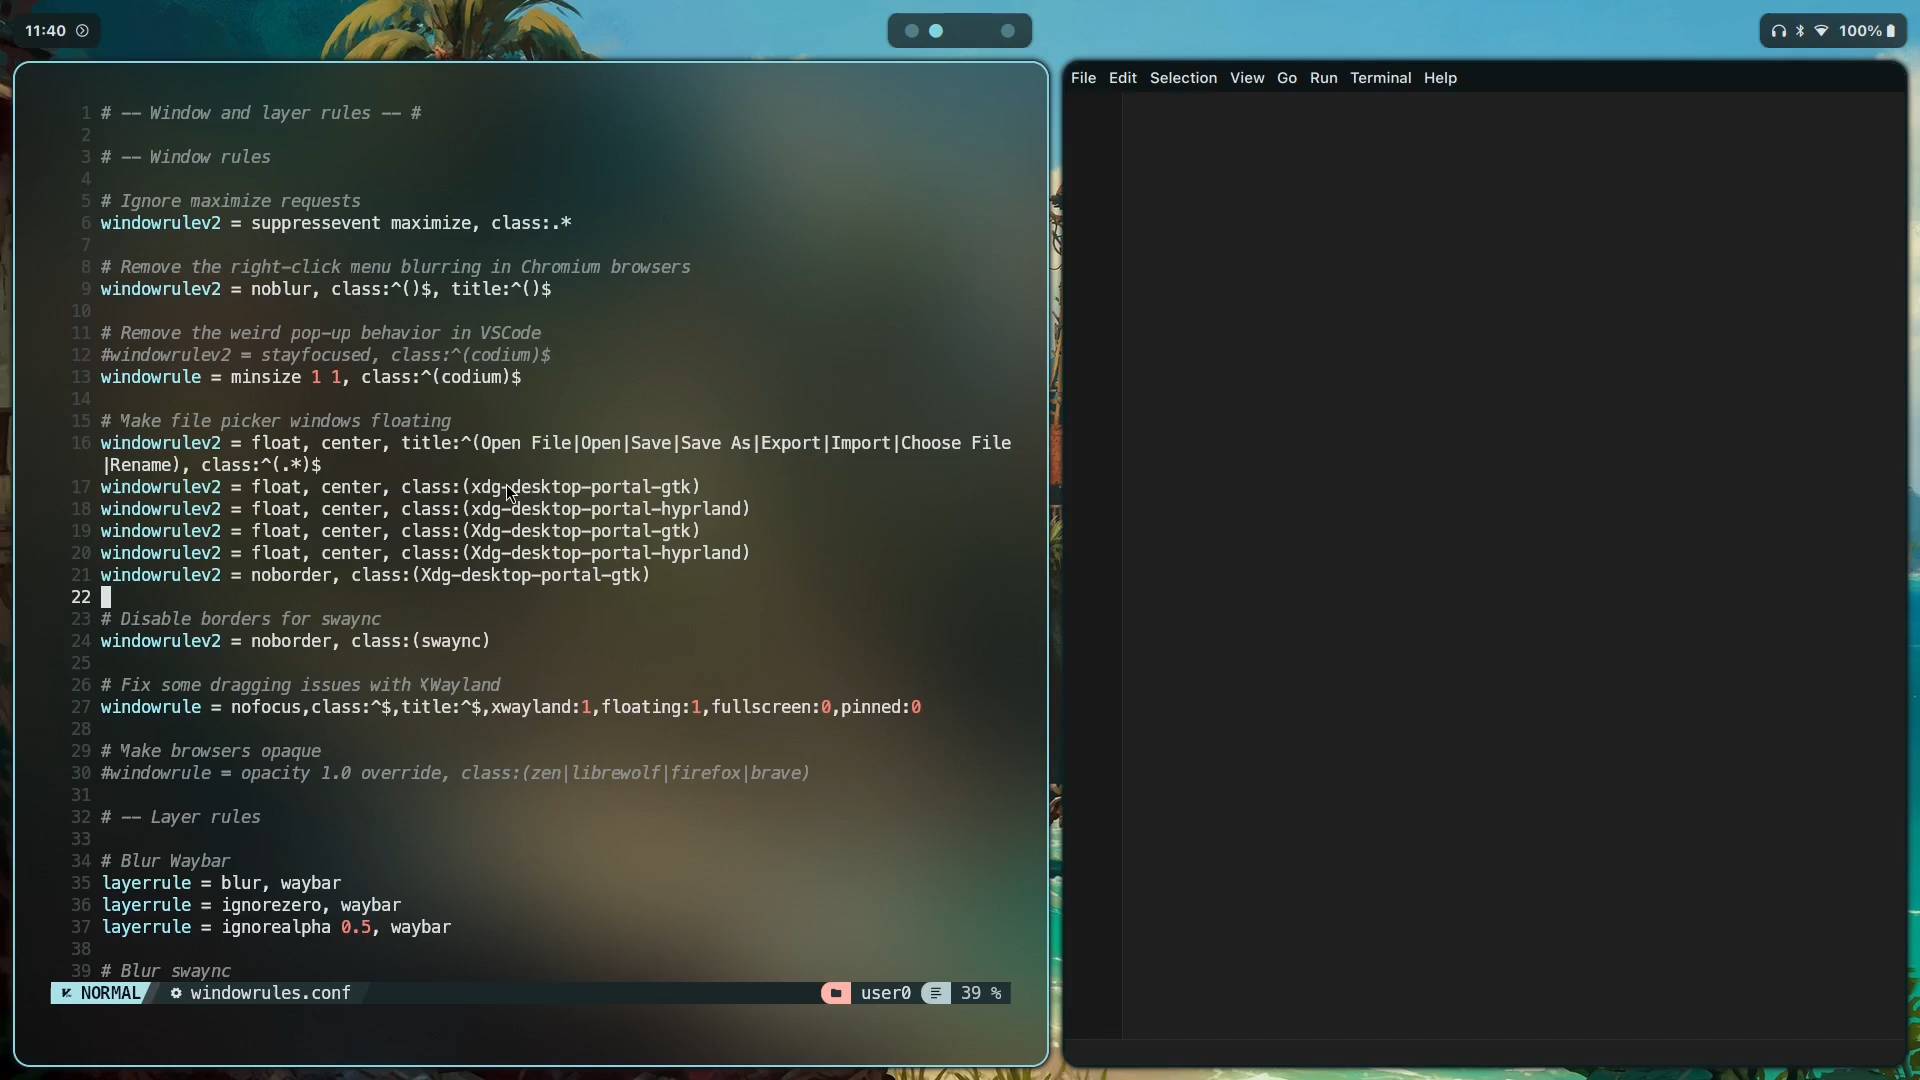 11:40
100%
1 # -- Window and layer rules -- #
2
3 # -- Window rules
4
5 # Ignore maximize requests
6 windowrulev2 = suppressevent maximize, class:.*
7
8 # Remove the right-click menu blurring in Chromium browsers
9 windowrulev2 = noblur, class:^()$, title:^()$
10
11 # Remove the weird pop-up behavior in VSCode
12 #windowrulev2 = stayfocused, class:^(codium)$
13 windowrule = minsize 1 1, class:^(codium)$
14
15 # Make file picker windows floating
16 windowrulev2 = float, center, title:^(Open File|Open|Save|Save As|Export|Import|Choose File
|Rename), class:^(.*)$
17 windowrulev2 = float, center, class:(xdg-desktop-portal-gtk)
18 windowrulev2 = float, center, class:(xdg-desktop-portal-hyprland)
19 windowrulev2 = float, center, class:(Xdg-desktop-portal-gtk)
20 windowrulev2 = float, center, class:(Xdg-desktop-portal-hyprland)
21 windowrulev2 = noborder, class:(Xdg-desktop-portal-gtk)
22
23 # Disable borders for swaync
24 windowrulev2 = noborder, class:(swaync)
25
26 # Fix some dragging issues with XWayland
27 windowrule = nofocus,class:^$,title:^$,xwayland:1,floating:1,fullscreen:0,pinned:0
28
29 # Make browsers opaque
30 #windowrule = opacity 1.0 override, class:(zen|librewolf|firefox|brave)
31
32 # -- Layer rules
33
34 # Blur Waybar
35 layerrule = blur, waybar
36 layerrule = ignorezero, waybar
37 layerrule = ignorealpha 0.5, waybar
38
39 # Blur swaync
NORMAL windowrules.conf user0 39 %
File Edit Selection View Go Run Terminal Help